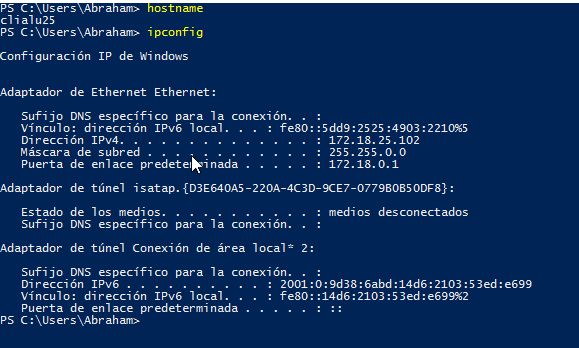 PS C:\Users\Abraham> hostname
clialu25
PS C:\Users\Abraham> ipconfig
Configuración IP de Windows
Adaptador de Ethernet Ethernet:
Sufijo DNS específico para la conexión. . :
Vínculo: dirección IPv6 local. . . : fe80::5dd9:2525:4903:2210%5
Dirección IPv4. . . . . . . . . . . . . . : 172.18.25.102
Máscara de subred . . . . . . . . . . . . : 255.255.0.0
Puerta de enlace predeterminada . . . . . : 172.18.0.1
Adaptador de túnel isatap.{D3E640A5-220A-4C3D-9CE7-0779B0B50DF8}:
Estado de los medios. . . . . . . . . . . : medios desconectados
Sufijo DNS específico para la conexión. . :
Adaptador de túnel Conexión de área local* 2:
Sufijo DNS específico para la conexión. . :
Dirección IPv6 . . . . . . . . . . : 2001:0:9d38:6abd:14d6:2103:53ed:e699
Vínculo: dirección IPv6 local. . . : fe80::14d6:2103:53ed:e699%2
Puerta de enlace predeterminada . . . . . : ::
PS C:\Users\Abraham>